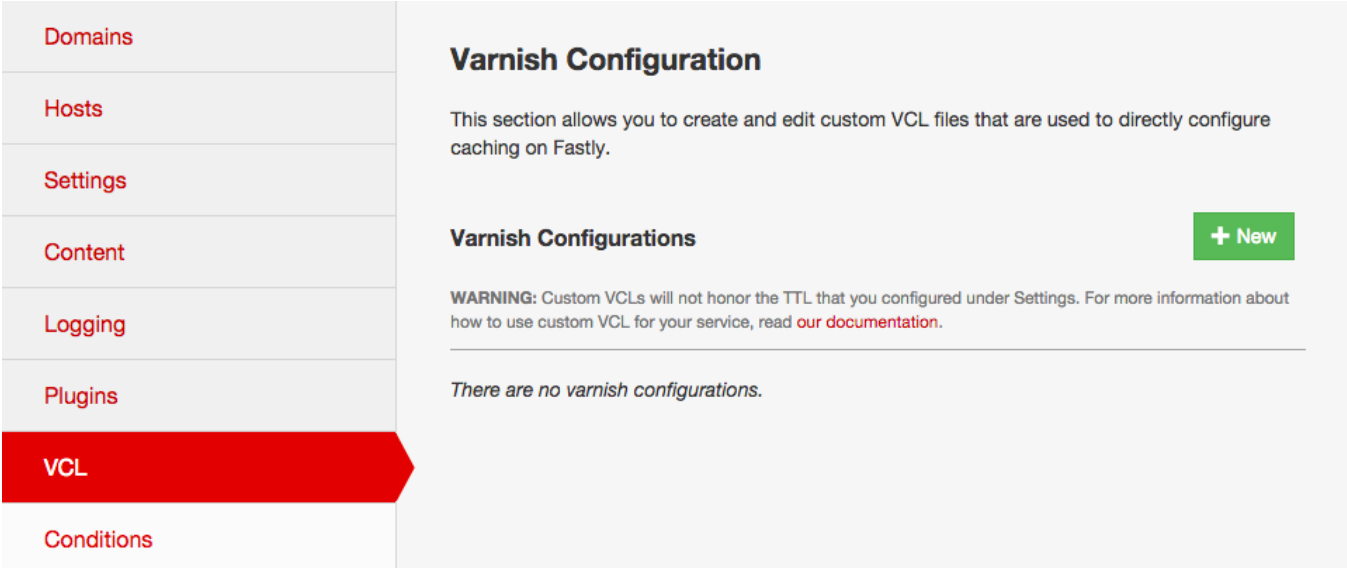 Domains
Hosts
Settings
Content
Logging
Plugins
VCL
Conditions
Varnish Configuration
This section allows you to create and edit custom VCL files that are used to directly configure
caching on Fastly.
Varnish Configurations
+ New
WARNING: Custom VCLs will not honor the TTL that you configured under Settings. For more information about
how to use custom VCL for your service, read our documentation.
There are no varnish configurations.